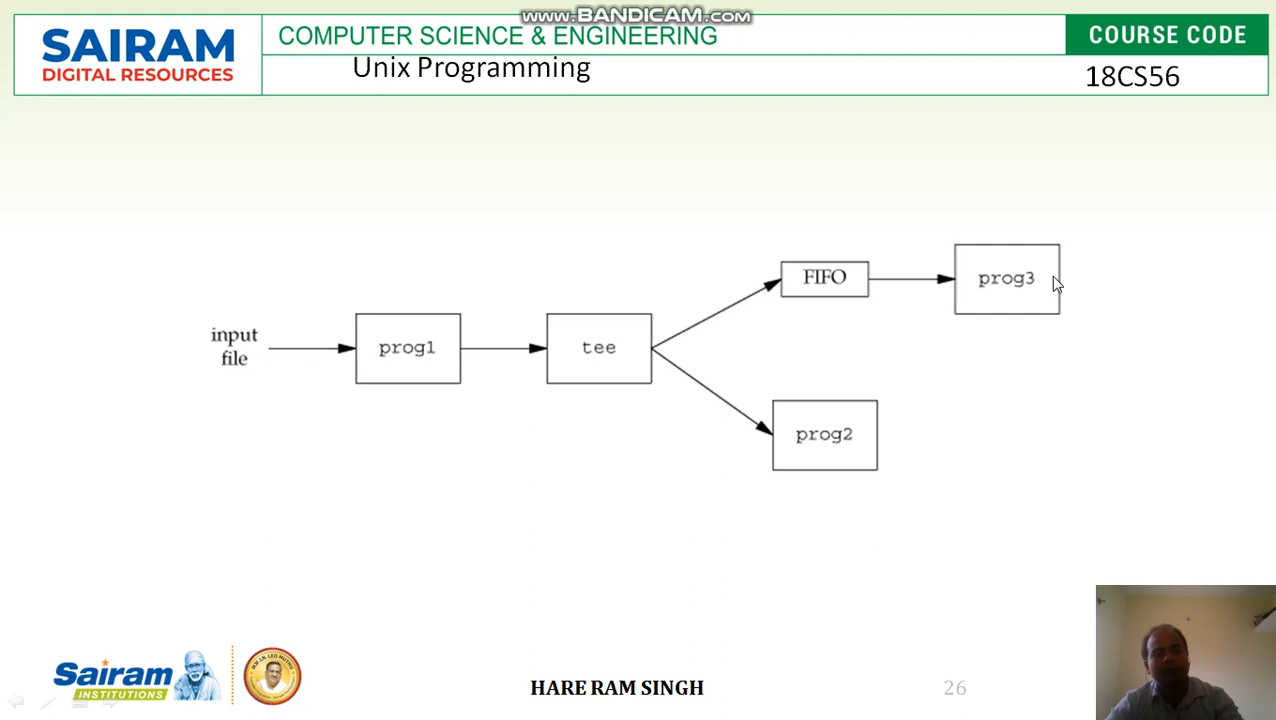 www.BANDICAM.com
SAIRAM
DIGITAL RESOURCES
COMPUTER SCIENCE & ENGINEERING
COURSE CODE
Unix Programming
18CS56
input
file
prog1
tee
FIFO
prog3
prog2
Sairam
INSTITUTIONS
HARE RAM SINGH
26